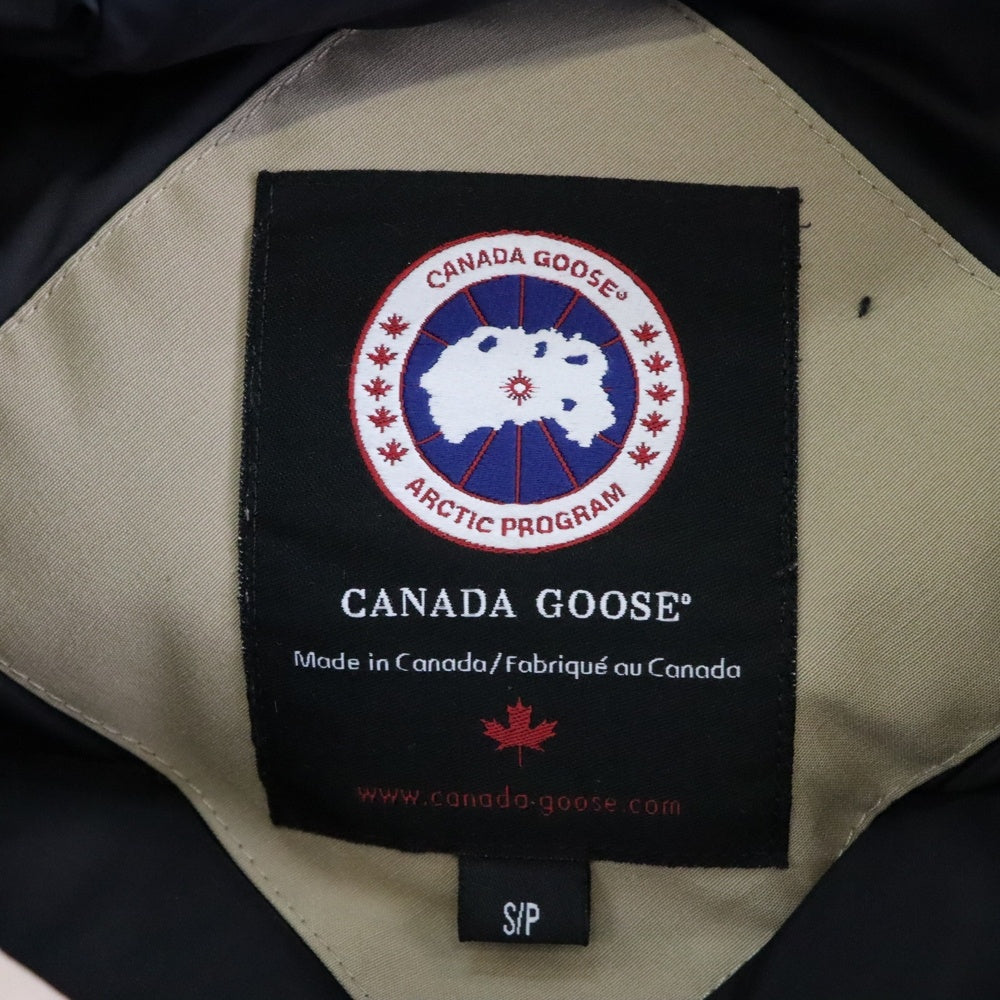 CANADA GOOSE®
ARCTIC PROGRAM
CANADA GOOSE®
Made in Canada/Fabriqué au Canada
www.canada-goose.com
S/P